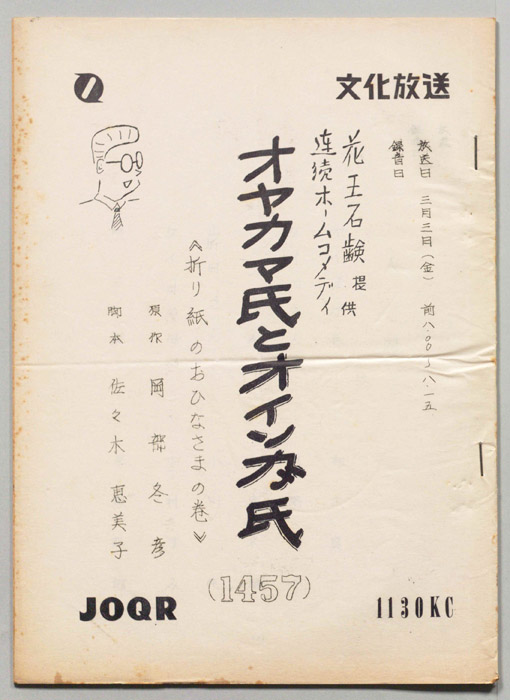 文化放送
放送日 三月三日（金） 前八.〇〇～八.一五
録音日
花王石鹸提供
連続ホームコメディ
オヤカマ氏とオイソガ氏
《折り紙のおひなさまの巻》
原作 岡部冬彦
脚本 佐々木恵美子
(1457)
JOQR
1130KC